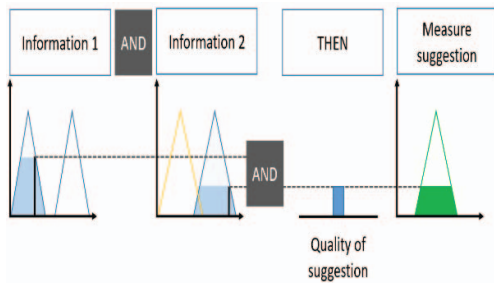 Information 1
AND
Information 2
THEN
Measure
suggestion
AND
Quality of
suggestion